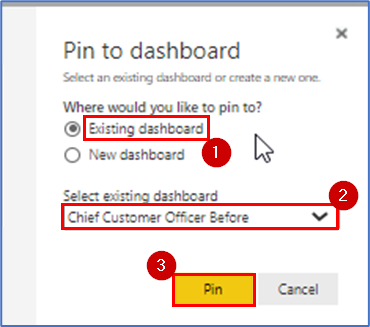 Pin to dashboard
Select an existing dashboard or create a new one.
Where would you like to pin to?
Existing dashboard
1
New dashboard
2
Select existing dashboard
Chief Customer Officer Before
3
Pin
Cancel